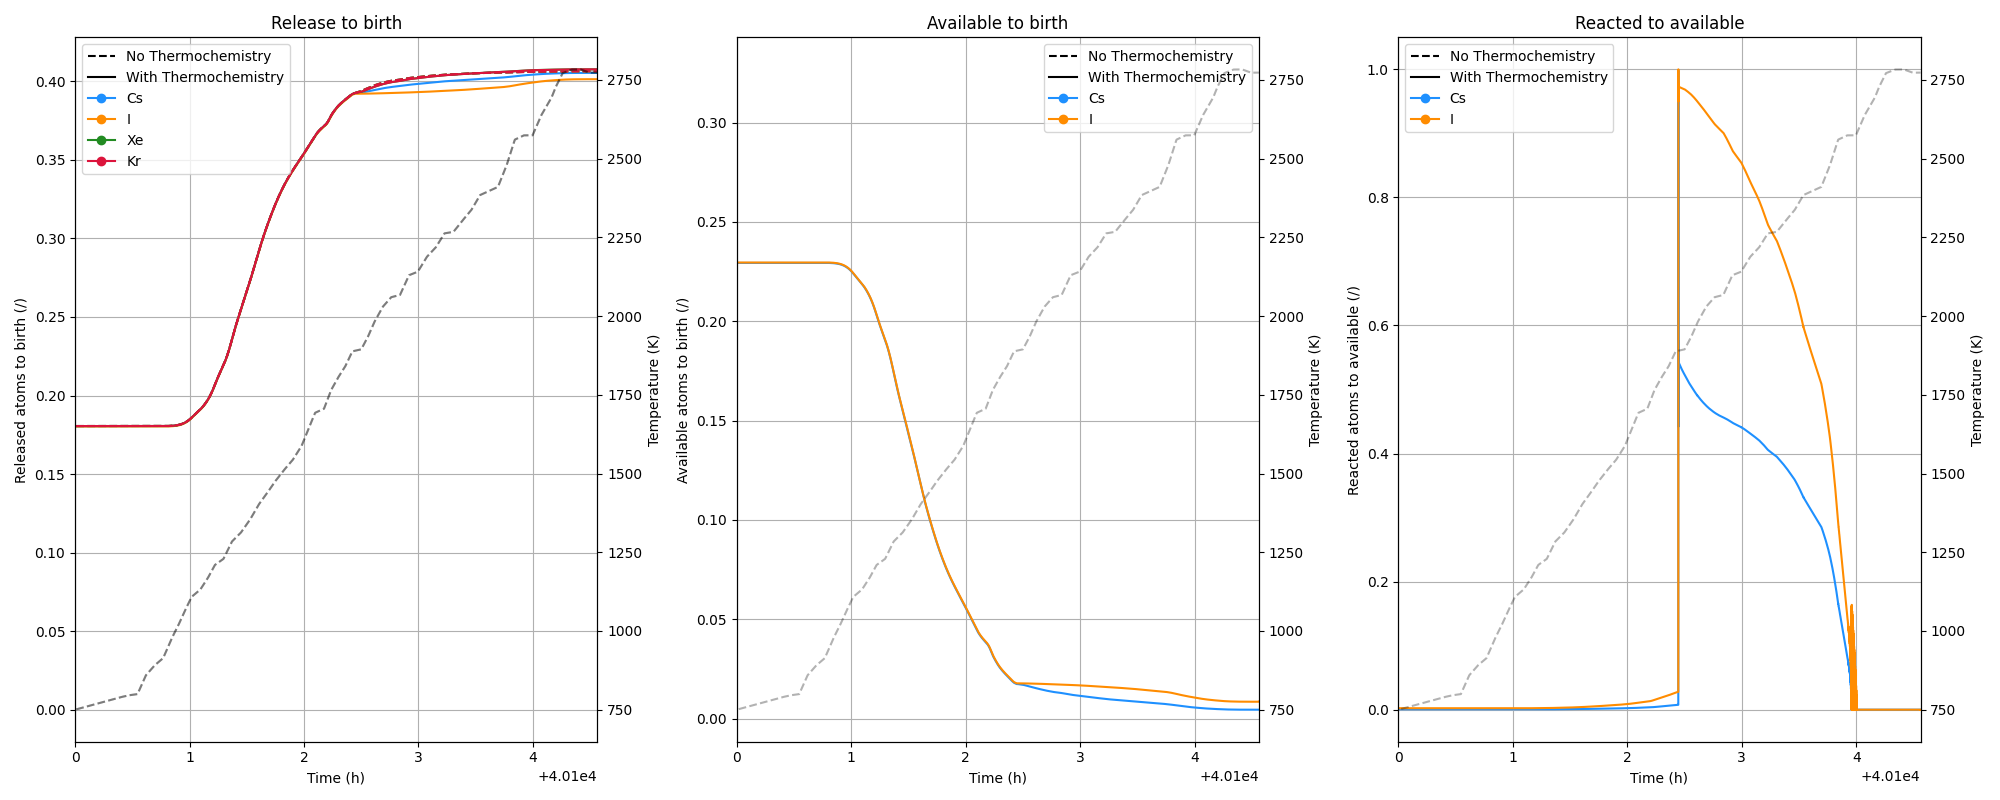 Release to birth
No Thermochemistry
With Thermochemistry
Cs
I
Xe
Kr
0.40
0.35
0.30
0.25
0.20
0.15
0.10
0.05
0.00
Released atoms to birth (/)
2750
2500
2250
2000
1750
1500
1250
1000
750
Temperature (K)
0
1
2
3
4
+4.01e4
Time (h)
Available to birth
No Thermochemistry
With Thermochemistry
Cs
I
0.30
0.25
0.20
0.15
0.10
0.05
0.00
Available atoms to birth (/)
2750
2500
2250
2000
1750
1500
1250
1000
750
Temperature (K)
0
1
2
3
4
+4.01e4
Time (h)
Reacted to available
No Thermochemistry
With Thermochemistry
Cs
I
1.0
0.8
0.6
0.4
0.2
0.0
Reacted atoms to available (/)
2750
2500
2250
2000
1750
1500
1250
1000
750
Temperature (K)
0
1
2
3
4
+4.01e4
Time (h)